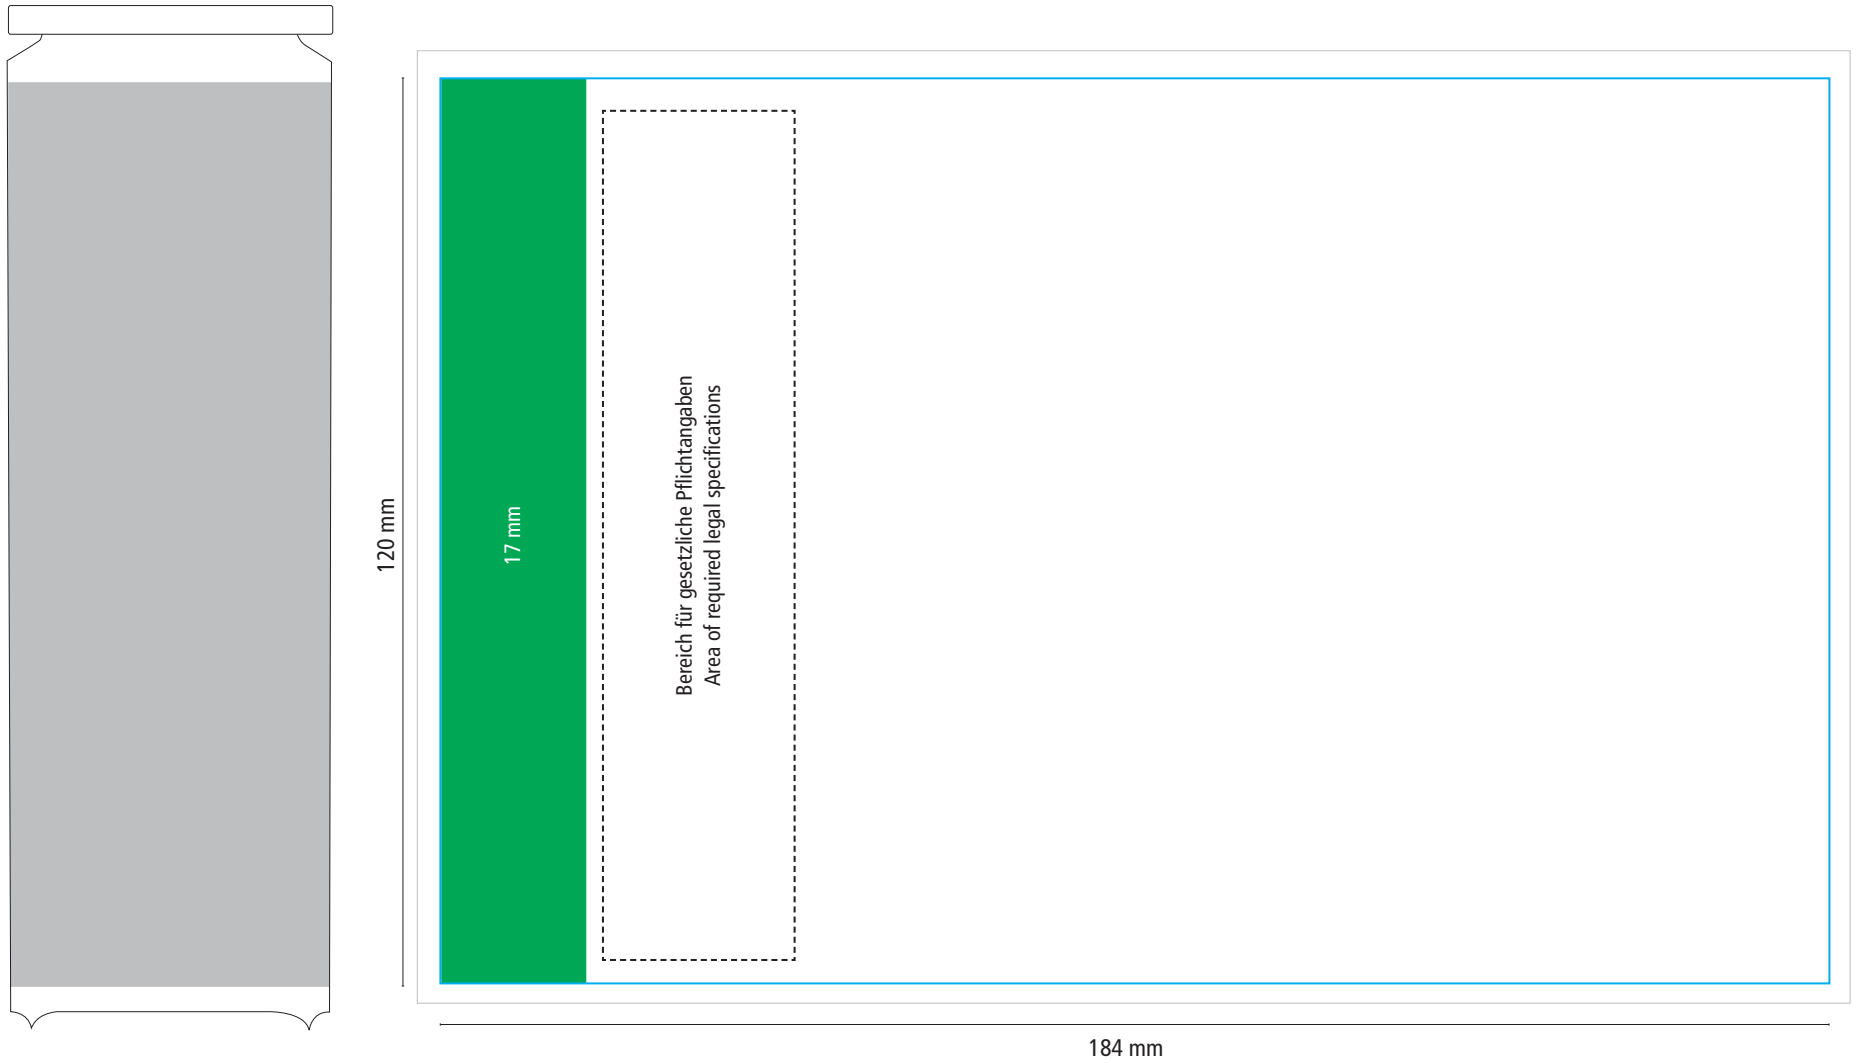 120 mm
17 mm
Bereich für gesetzliche Pflichtangaben
Area of required legal specifications
184 mm